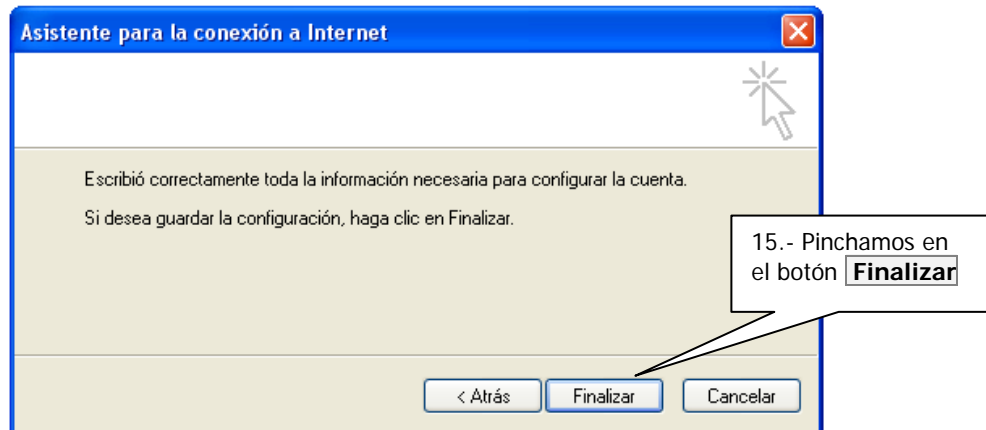 Asistente para la conexión a Internet
Escribió correctamente toda la información necesaria para configurar la cuenta.
Si desea guardar la configuración, haga clic en Finalizar.
15.- Pinchamos en
el botón Finalizar
< Atrás Finalizar Cancelar